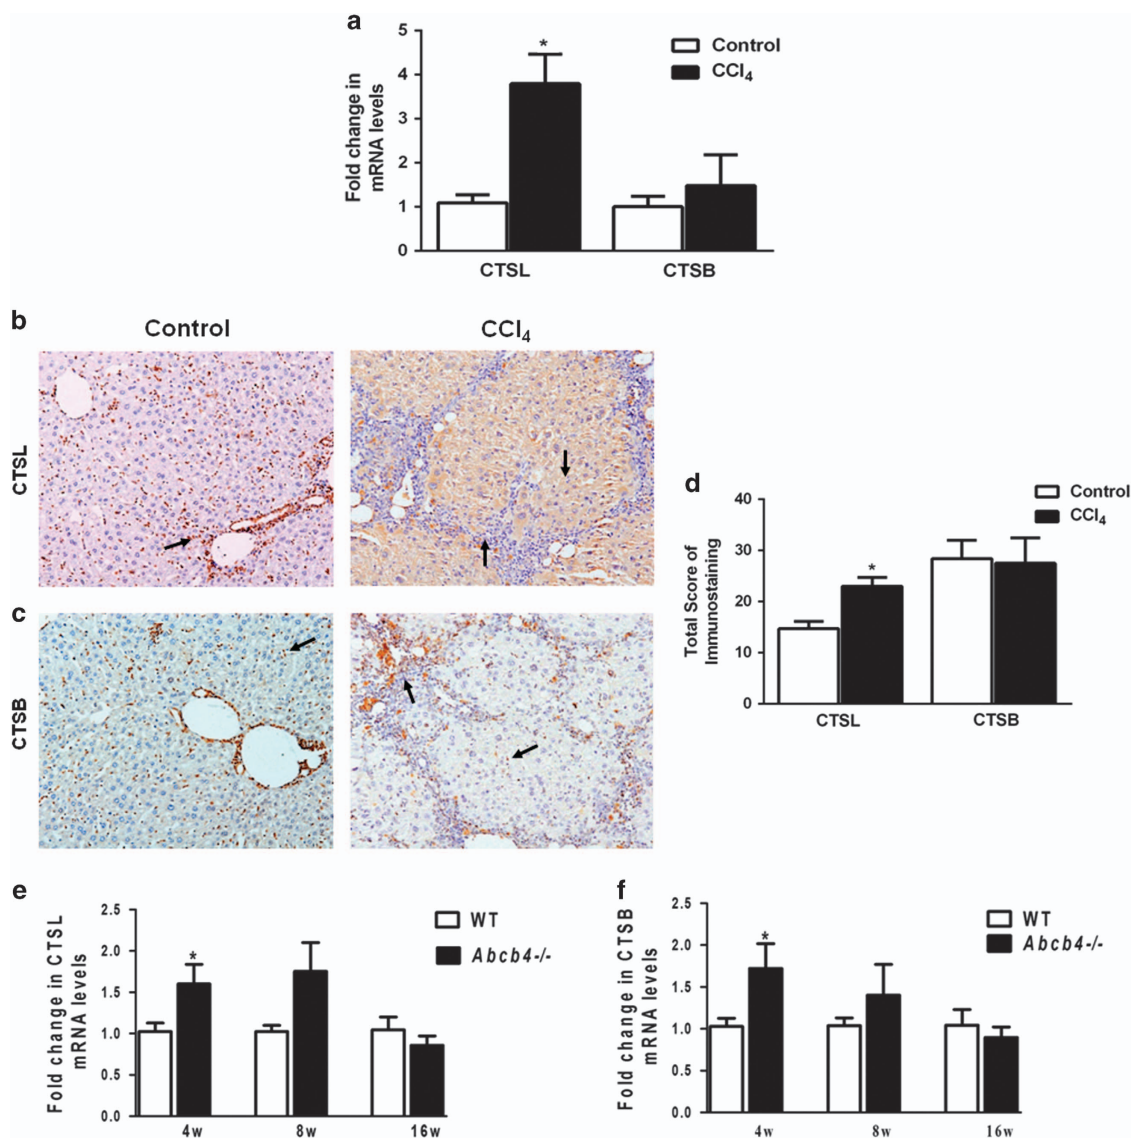 a
5
4
3
2
1
0
Fold change in
mRNA levels
*
Control
CCl4
CTSL
CTSB
b
Control
CCl4
CTSL
c
CTSB
d
40
30
20
10
0
Total Score of
Immunostaining
*
Control
CCl4
CTSL
CTSB
e
2.5
2.0
1.5
1.0
0.5
0.0
Fold change in CTSL
mRNA levels
*
WT
Abcb4-/-
4w
8w
16w
f
2.5
2.0
1.5
1.0
0.5
0.0
Fold change in CTSB
mRNA levels
*
WT
Abcb4-/-
4w
8w
16w